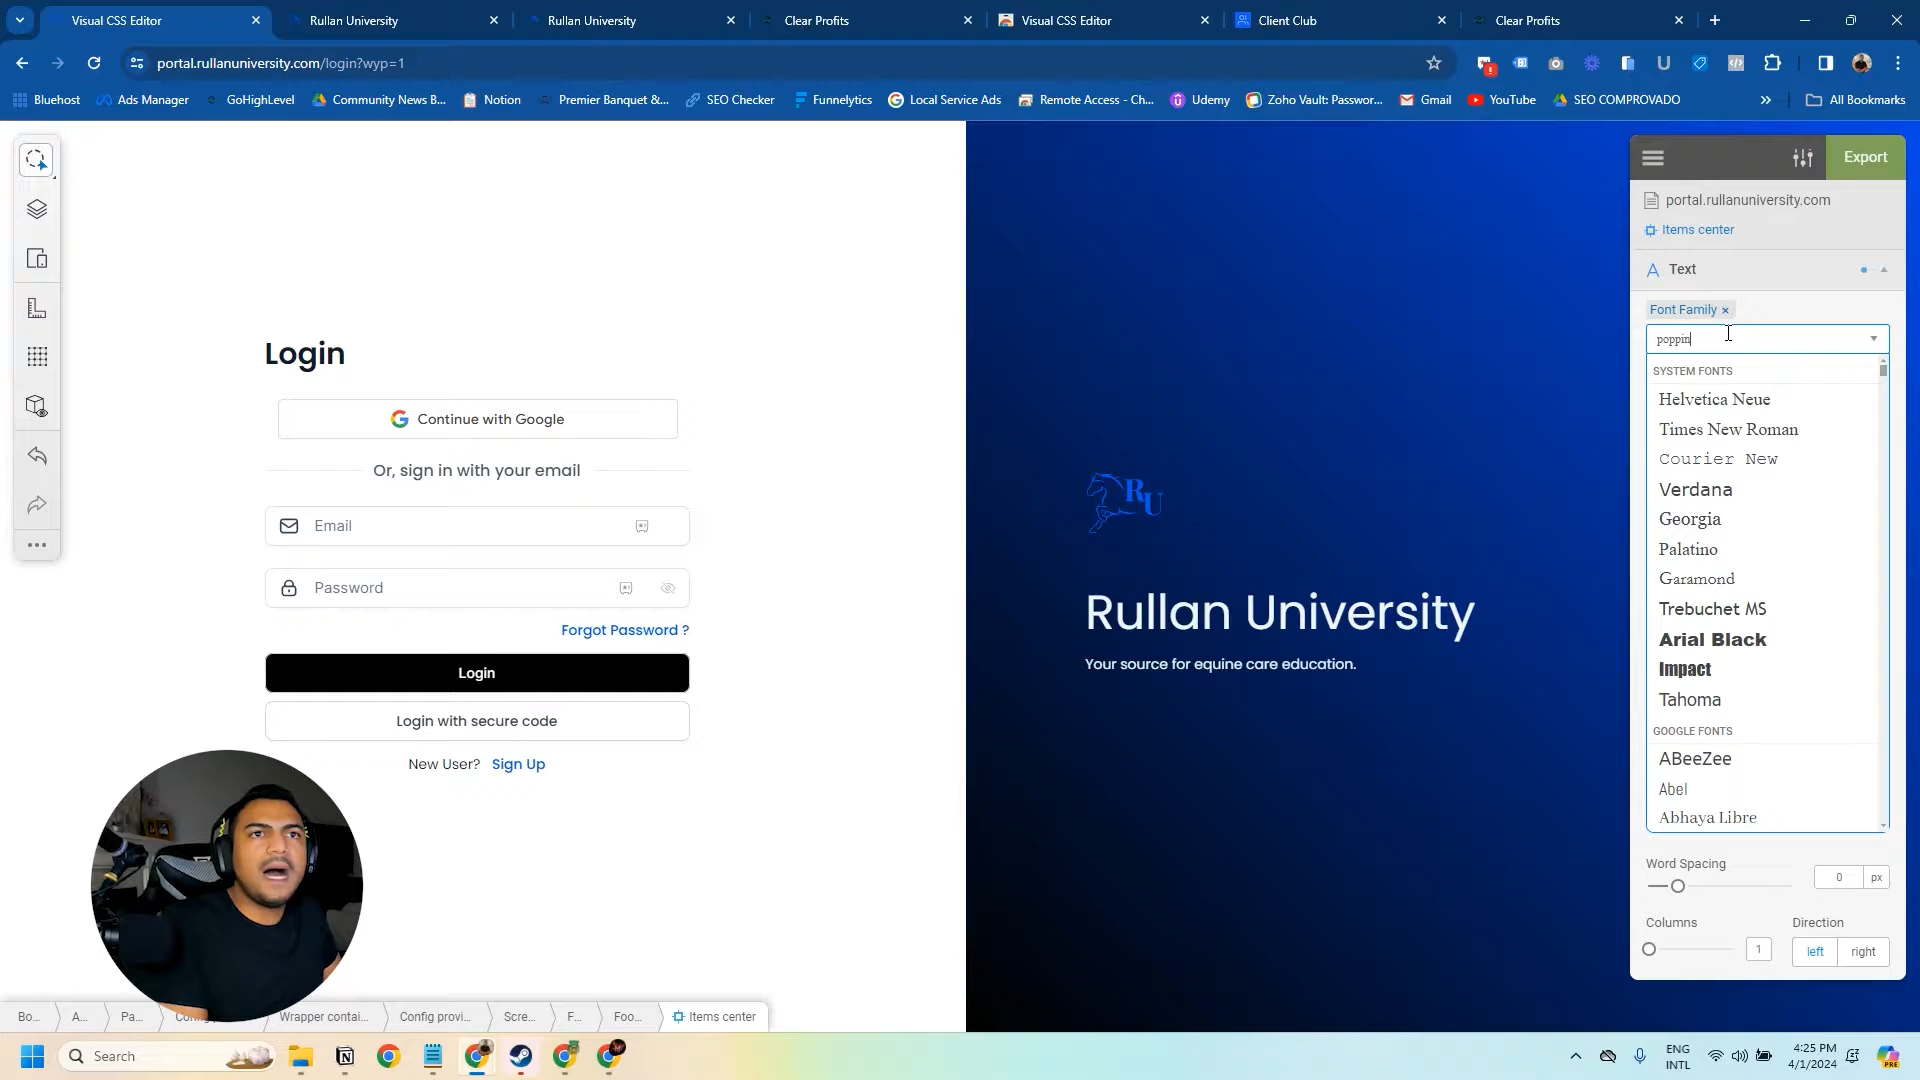 Visual CSS Editor
Rullan University
Rullan University
Clear Profits
Visual CSS Editor
Client Club
Clear Profits
portal.rullanuniversity.com/login?wyp=1
Bluehost
Ads Manager
GoHighLevel
Community News B...
Notion
Premier Banquet &...
SEO Checker
Funnelytics
Local Service Ads
Remote Access - Ch...
Udemy
Zoho Vault: Passwor...
Gmail
YouTube
SEO COMPROVADO
All Bookmarks
Export
portal.rullanuniversity.com
Items center
Text
Font Family ×
poppin
SYSTEM FONTS
Helvetica Neue
Times New Roman
Courier New
Verdana
Georgia
Palatino
Garamond
Trebuchet MS
Arial Black
Impact
Tahoma
GOOGLE FONTS
ABeeZee
Abel
Abhaya Libre
Word Spacing
0 px
Columns
Direction
1
left right
Login
Continue with Google
Or, sign in with your email
Email
Password
Forgot Password ?
Login
Login with secure code
New User? Sign Up
RU
Rullan University
Your source for equine care education.
Bo...
A...
Pa...
Wrapper contai...
Config provi...
Scre...
F...
Foo...
Items center
Search
ENG
INTL
4:25 PM
4/1/2024
PRE